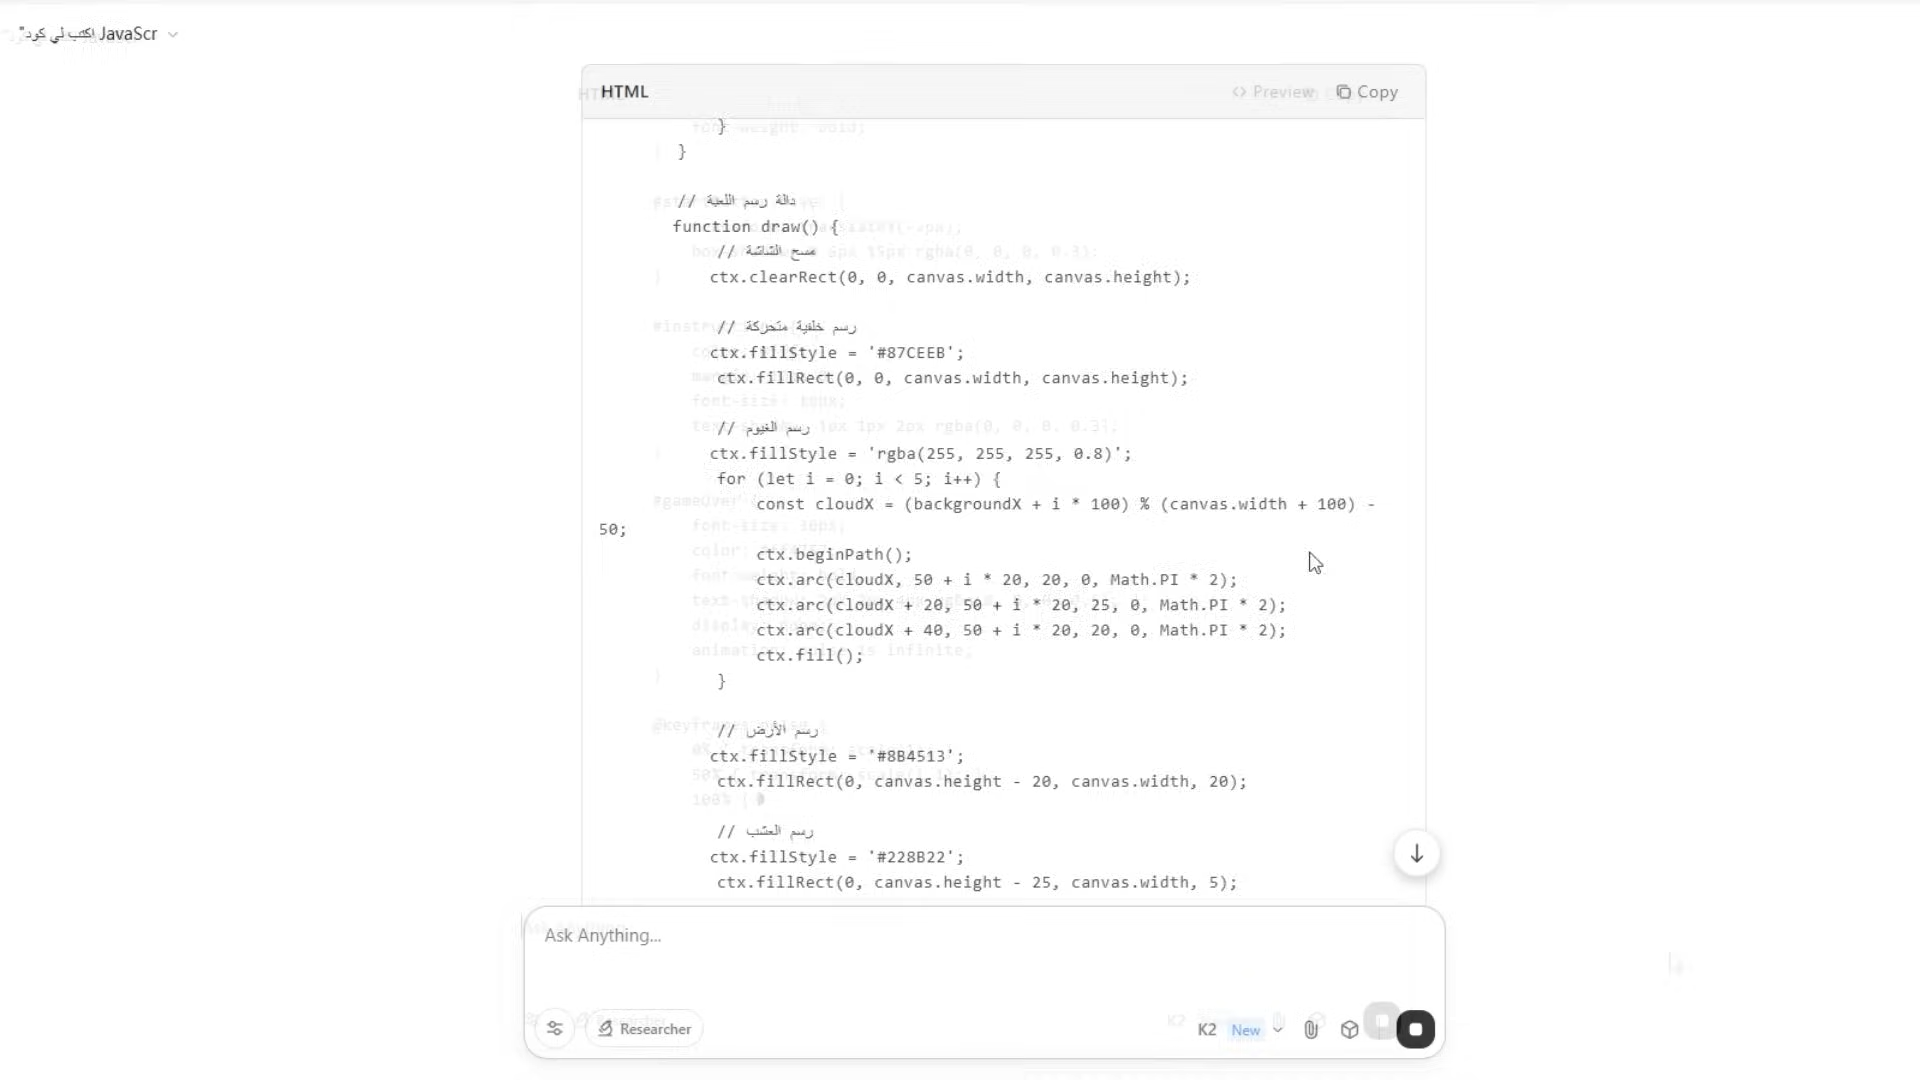 "اكتب لي كود JavaScr
HTML
Preview
Copy
}
}
// دالة رسم اللعبة
function draw() {
// مسح الشاشة
ctx.clearRect(0, 0, canvas.width, canvas.height);
// رسم خلفية متحركة
ctx.fillStyle = '#87CEEB';
ctx.fillRect(0, 0, canvas.width, canvas.height);
// رسم الغيوم
ctx.fillStyle = 'rgba(255, 255, 255, 0.8)';
for (let i = 0; i < 5; i++) {
const cloudX = (backgroundX + i * 100) % (canvas.width + 100) -
50;
ctx.beginPath();
ctx.arc(cloudX, 50 + i * 20, 20, 0, Math.PI * 2);
ctx.arc(cloudX + 20, 50 + i * 20, 25, 0, Math.PI * 2);
ctx.arc(cloudX + 40, 50 + i * 20, 20, 0, Math.PI * 2);
ctx.fill();
}
// رسم الأرض
ctx.fillStyle = '#8B4513';
ctx.fillRect(0, canvas.height - 20, canvas.width, 20);
// رسم العشب
ctx.fillStyle = '#228B22';
ctx.fillRect(0, canvas.height - 25, canvas.width, 5);
Ask Anything...
Researcher
K2 New